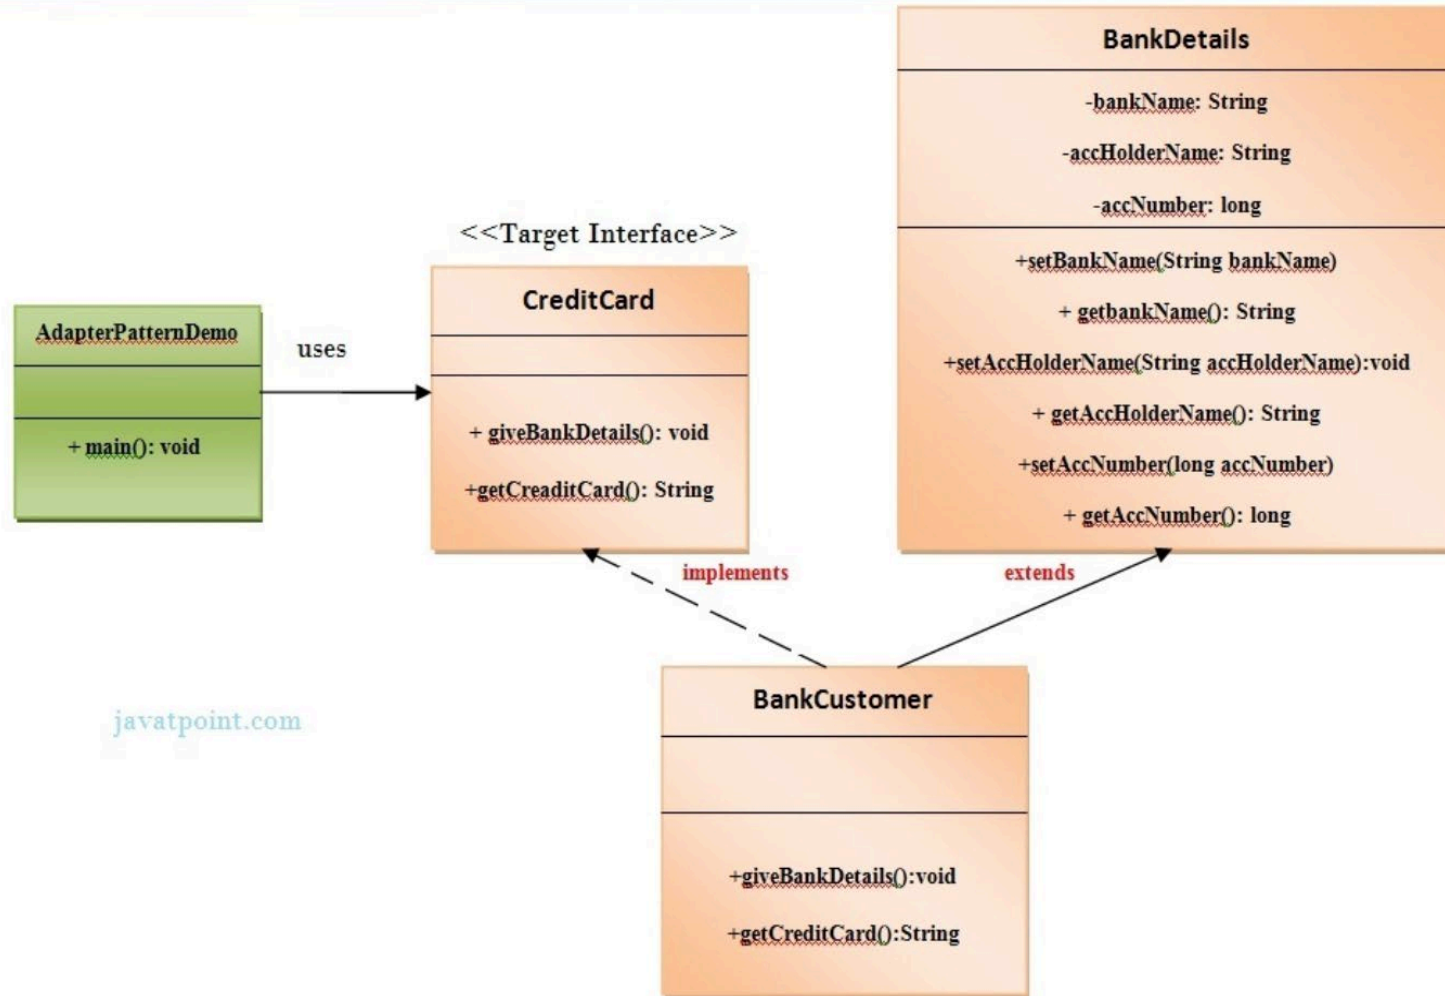 BankDetails
-bankName: String
-accHolderName: String
-accNumber: long
+setBankName(String bankName)
+ getbankName(): String
+setAccHolderName(String accHolderName):void
+ getAccHolderName(): String
+setAccNumber(long accNumber)
+ getAccNumber(): long
<<Target Interface>>
CreditCard
+ giveBankDetails(): void
+getCreaditCard(): String
AdapterPatternDemo
+ main(): void
uses
implements
extends
BankCustomer
+giveBankDetails():void
+getCreditCard():String
javatpoint.com